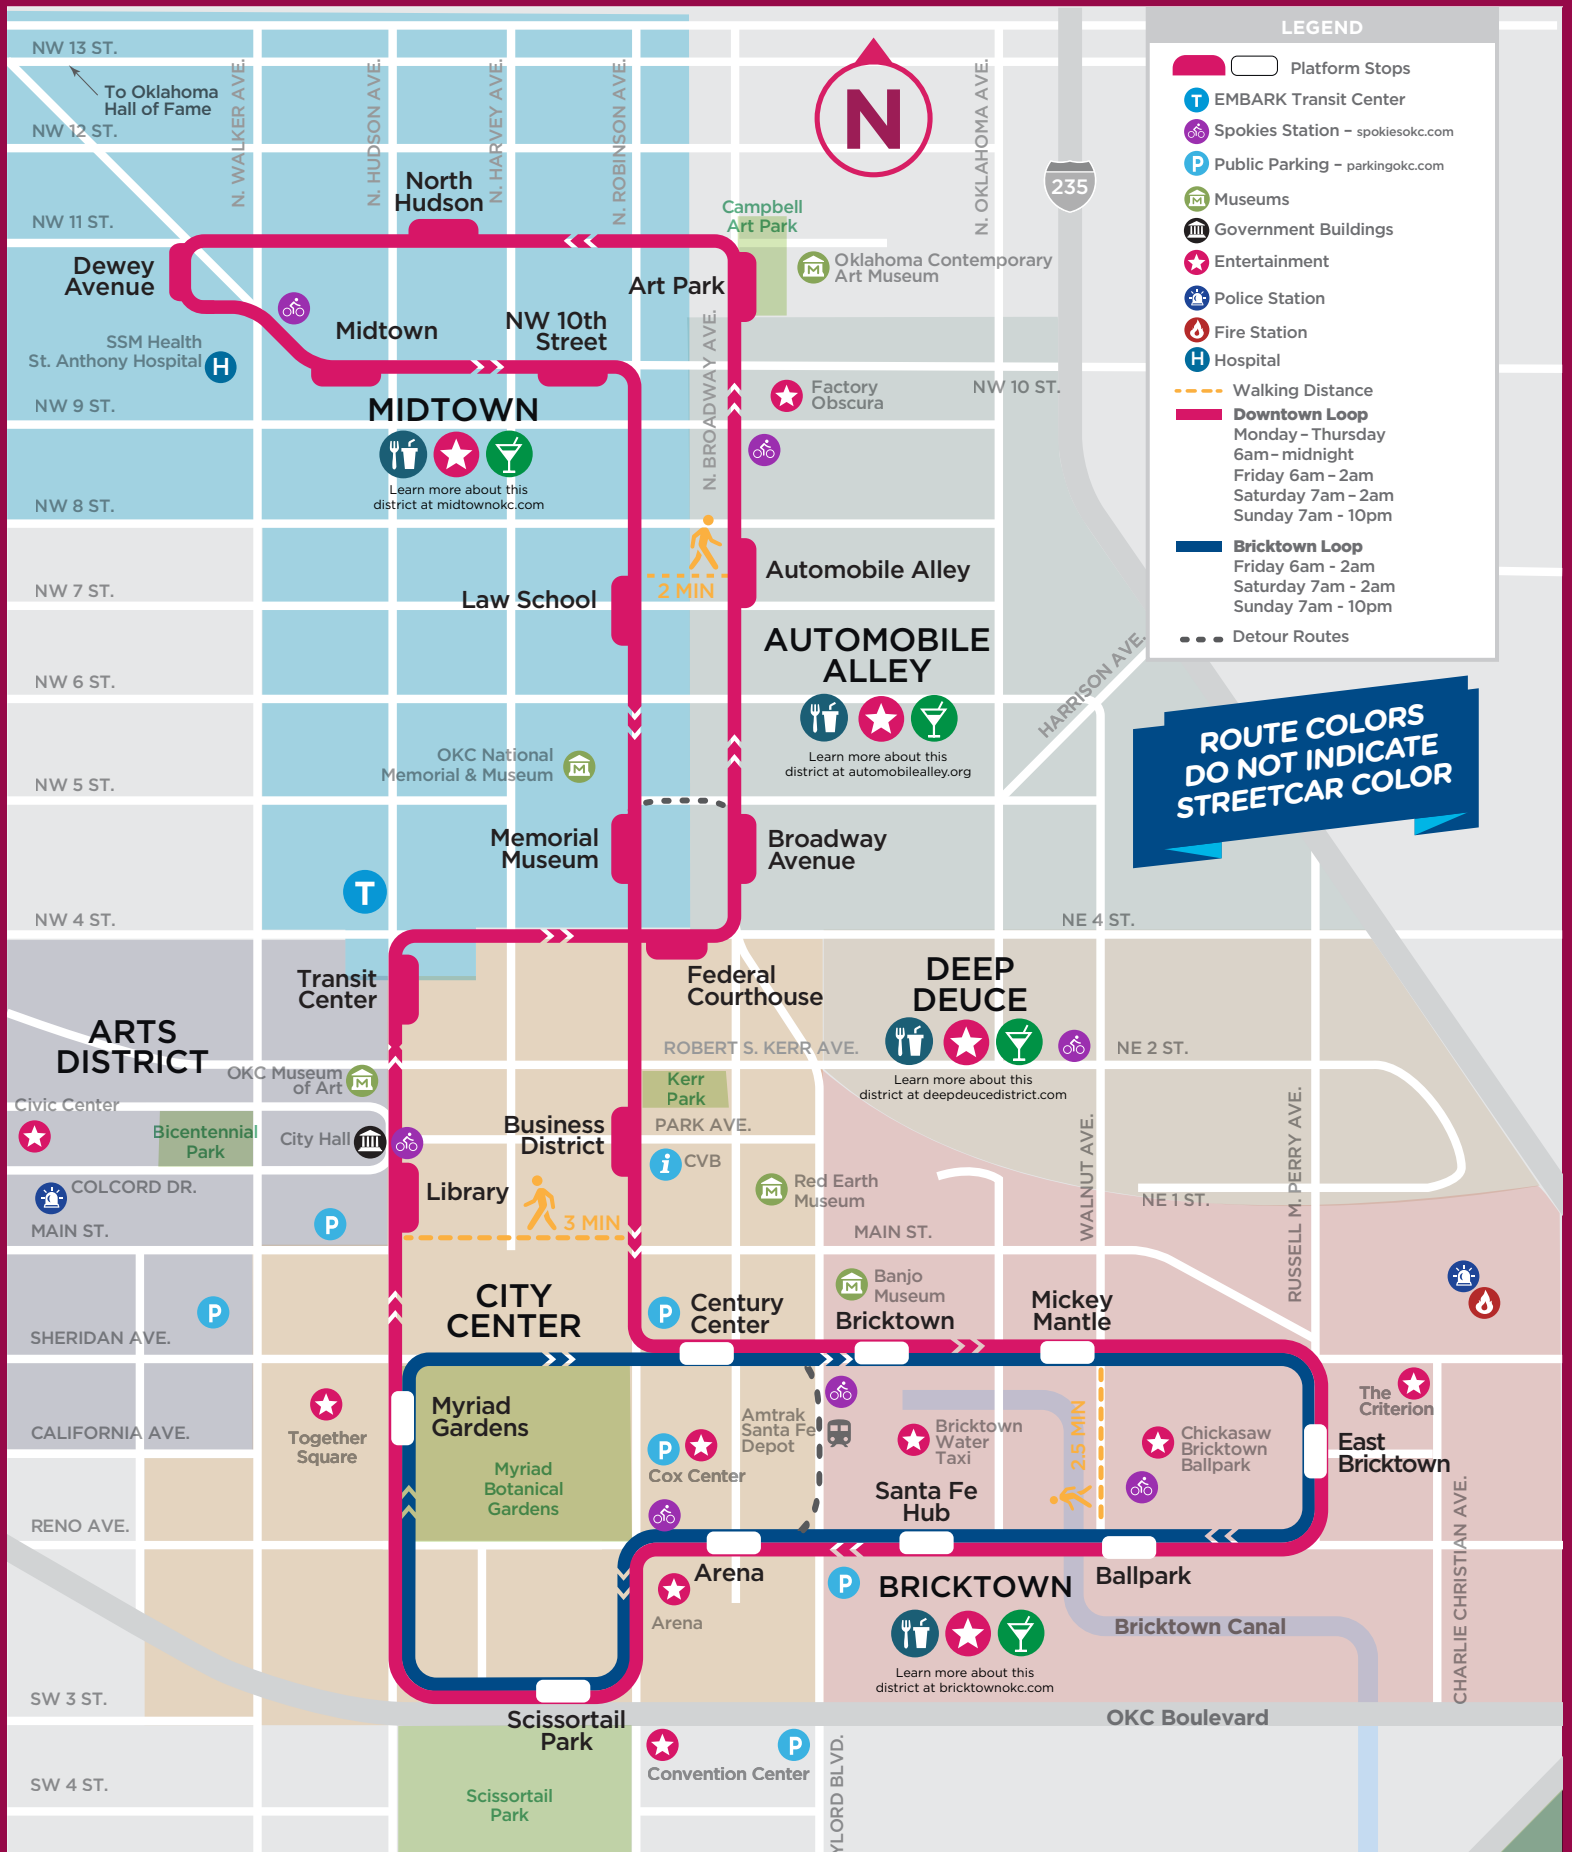 NW 13 ST.
To Oklahoma
Hall of Fame
NW 12 ST.
N. WALKER AVE.
N. HUDSON AVE.
N. HARVEY AVE.
N. ROBINSON AVE.
N
N. OKLAHOMA AVE.
235
LEGEND
Platform Stops
T EMBARK Transit Center
Spokies Station – spokiesokc.com
P Public Parking – parkingokc.com
M Museums
Government Buildings
Entertainment
Police Station
Fire Station
H Hospital
Walking Distance
Downtown Loop
Monday – Thursday
6am – midnight
Friday 6am – 2am
Saturday 7am – 2am
Sunday 7am - 10pm
Bricktown Loop
Friday 6am - 2am
Saturday 7am - 2am
Sunday 7am - 10pm
Detour Routes
ROUTE COLORS
DO NOT INDICATE
STREETCAR COLOR
North
Hudson
NW 11 ST.
Campbell
Art Park
M
Oklahoma Contemporary
Art Museum
Dewey
Avenue
Art Park
Midtown
NW 10th
Street
SSM Health
St. Anthony Hospital
H
N. BROADWAY AVE.
NW 10 ST.
Factory
Obscura
NW 9 ST.
MIDTOWN
Learn more about this
district at midtownokc.com
NW 8 ST.
2 MIN
Automobile Alley
NW 7 ST.
Law School
AUTOMOBILE
ALLEY
Learn more about this
district at automobilealley.org
HARRISON AVE.
NW 6 ST.
OKC National
Memorial & Museum
M
NW 5 ST.
Memorial
Museum
Broadway
Avenue
T
NW 4 ST.
NE 4 ST.
Transit
Center
Federal
Courthouse
DEEP
DEUCE
Learn more about this
district at deepdeucedistrict.com
ARTS
DISTRICT
ROBERT S. KERR AVE.
NE 2 ST.
OKC Museum
of Art
M
Kerr
Park
Civic Center
Bicentennial
Park
City Hall
Business
District
PARK AVE.
i
CVB
WALNUT AVE.
RUSSELL M. PERRY AVE.
COLCORD DR.
Library
M
Red Earth
Museum
NE 1 ST.
P
3 MIN
MAIN ST.
MAIN ST.
CITY
CENTER
P
P
Century
Center
M
Banjo
Museum
Bricktown
Mickey
Mantle
SHERIDAN AVE.
Myriad
Gardens
Together
Square
CALIFORNIA AVE.
Myriad
Botanical
Gardens
P
Cox Center
Amtrak
Santa Fe
Depot
Bricktown
Water
Taxi
2.5 MIN
Chickasaw
Bricktown
Ballpark
The
Criterion
East
Bricktown
Santa Fe
Hub
RENO AVE.
Arena
Arena
P
BRICKTOWN
Learn more about this
district at bricktownokc.com
Ballpark
Bricktown Canal
CHARLIE CHRISTIAN AVE.
SW 3 ST.
Scissortail
Park
OKC Boulevard
P
Convention Center
YLORD BLVD.
SW 4 ST.
Scissortail
Park